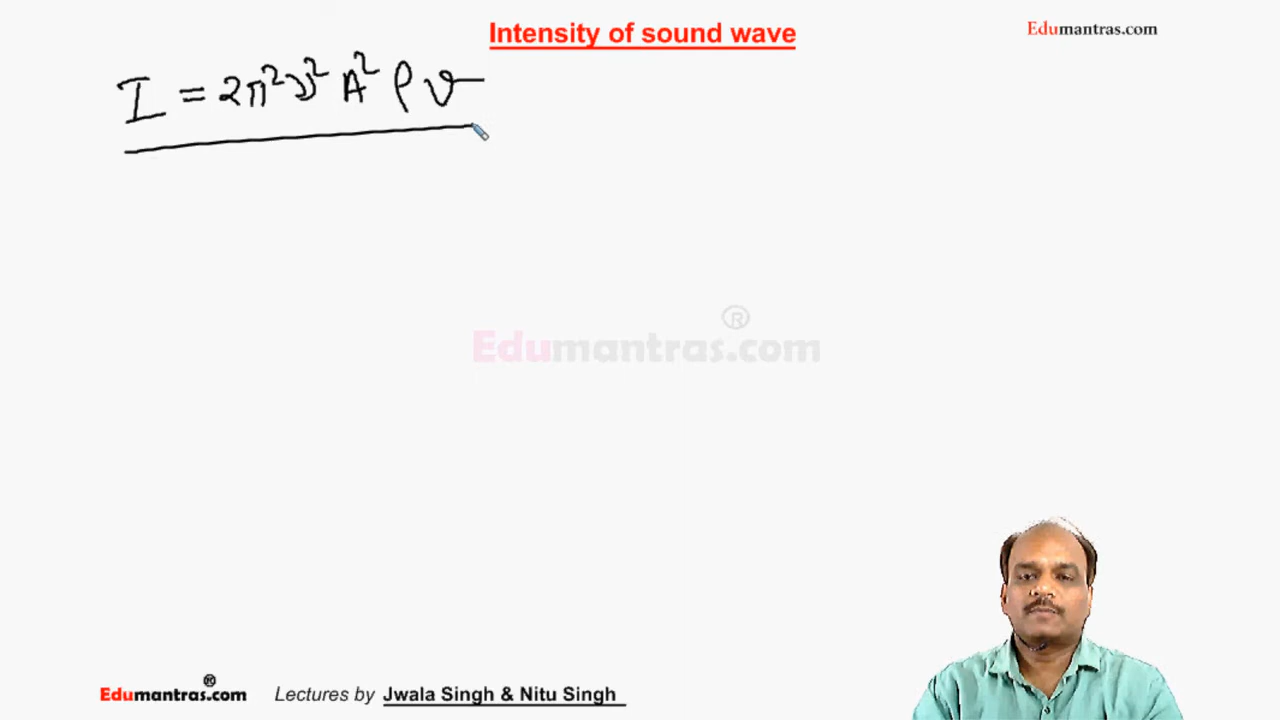 Intensity of sound wave
Edumantras.com
I = 2π²ν²A²ρv
Edumantras.com®
Edumantras.com®
Lectures by Jwala Singh & Nitu Singh